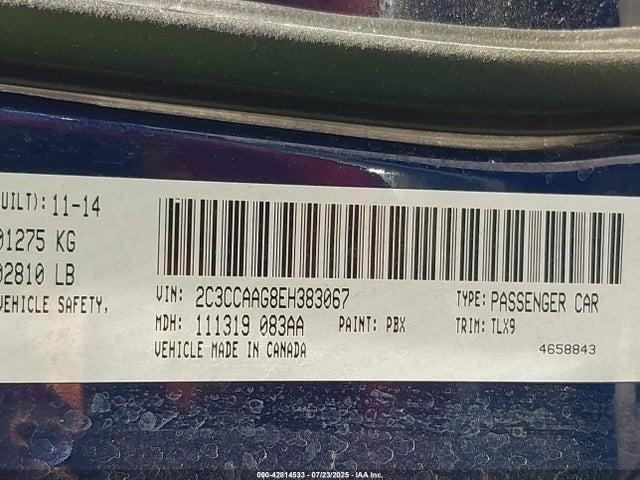 UILT): 11-14
01275 KG
02810 LB
VEHICLE SAFETY,
VIN: 2C3CCAAG8EH383067
TYPE: PASSENGER CAR
MDH: 111319 083AA PAINT: PBX
TRIM: TLX9
VEHICLE MADE IN CANADA
4658843
000-42814533 - 07/23/2025 - IAA Inc.